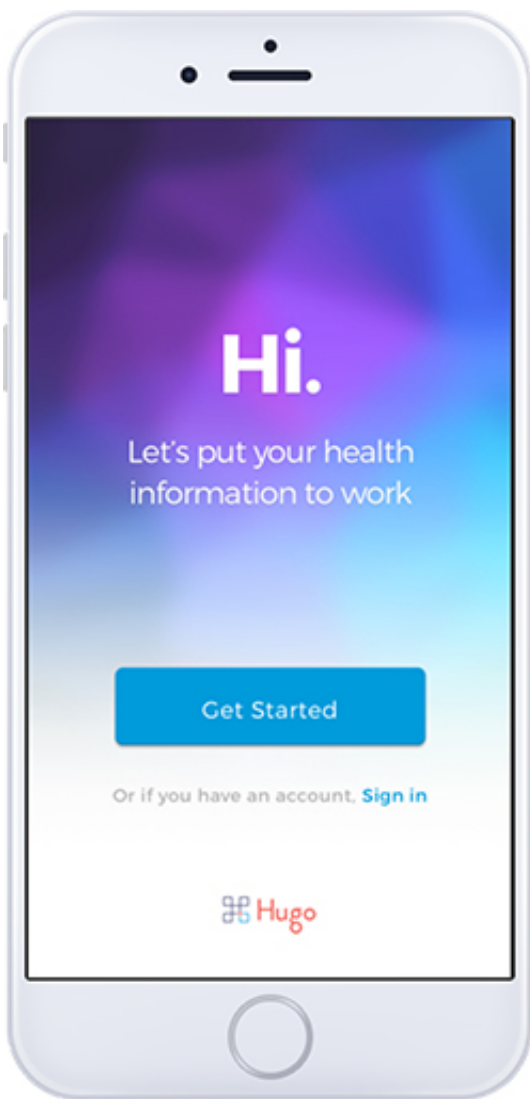 Hi.
Let's put your health
information to work
Get Started
Or if you have an account, Sign in
Hugo